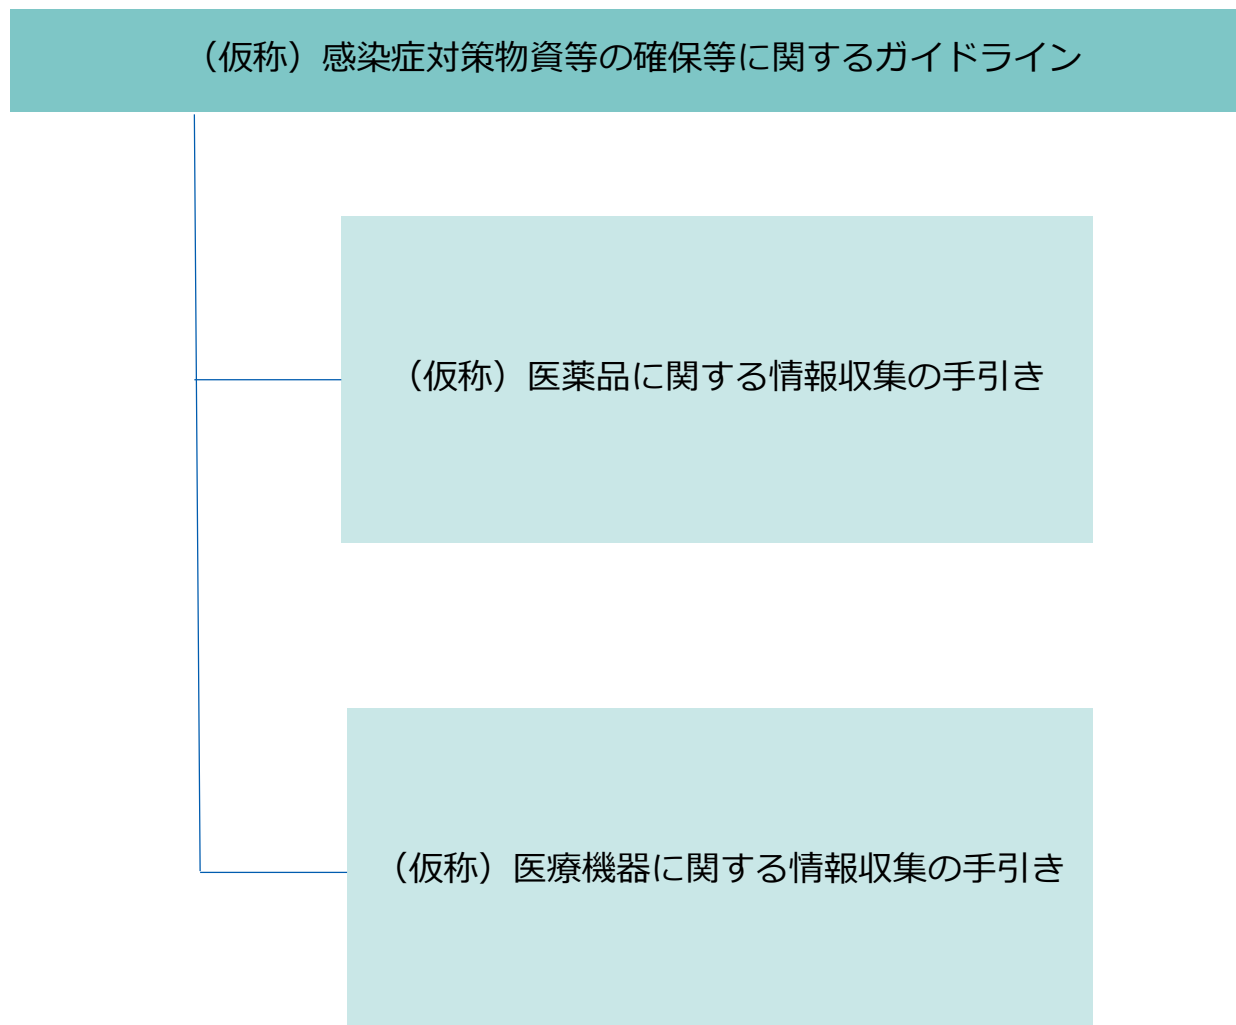 （仮称）感染症対策物資等の確保等に関するガイドライン
（仮称）医薬品に関する情報収集の手引き
（仮称）医療機器に関する情報収集の手引き